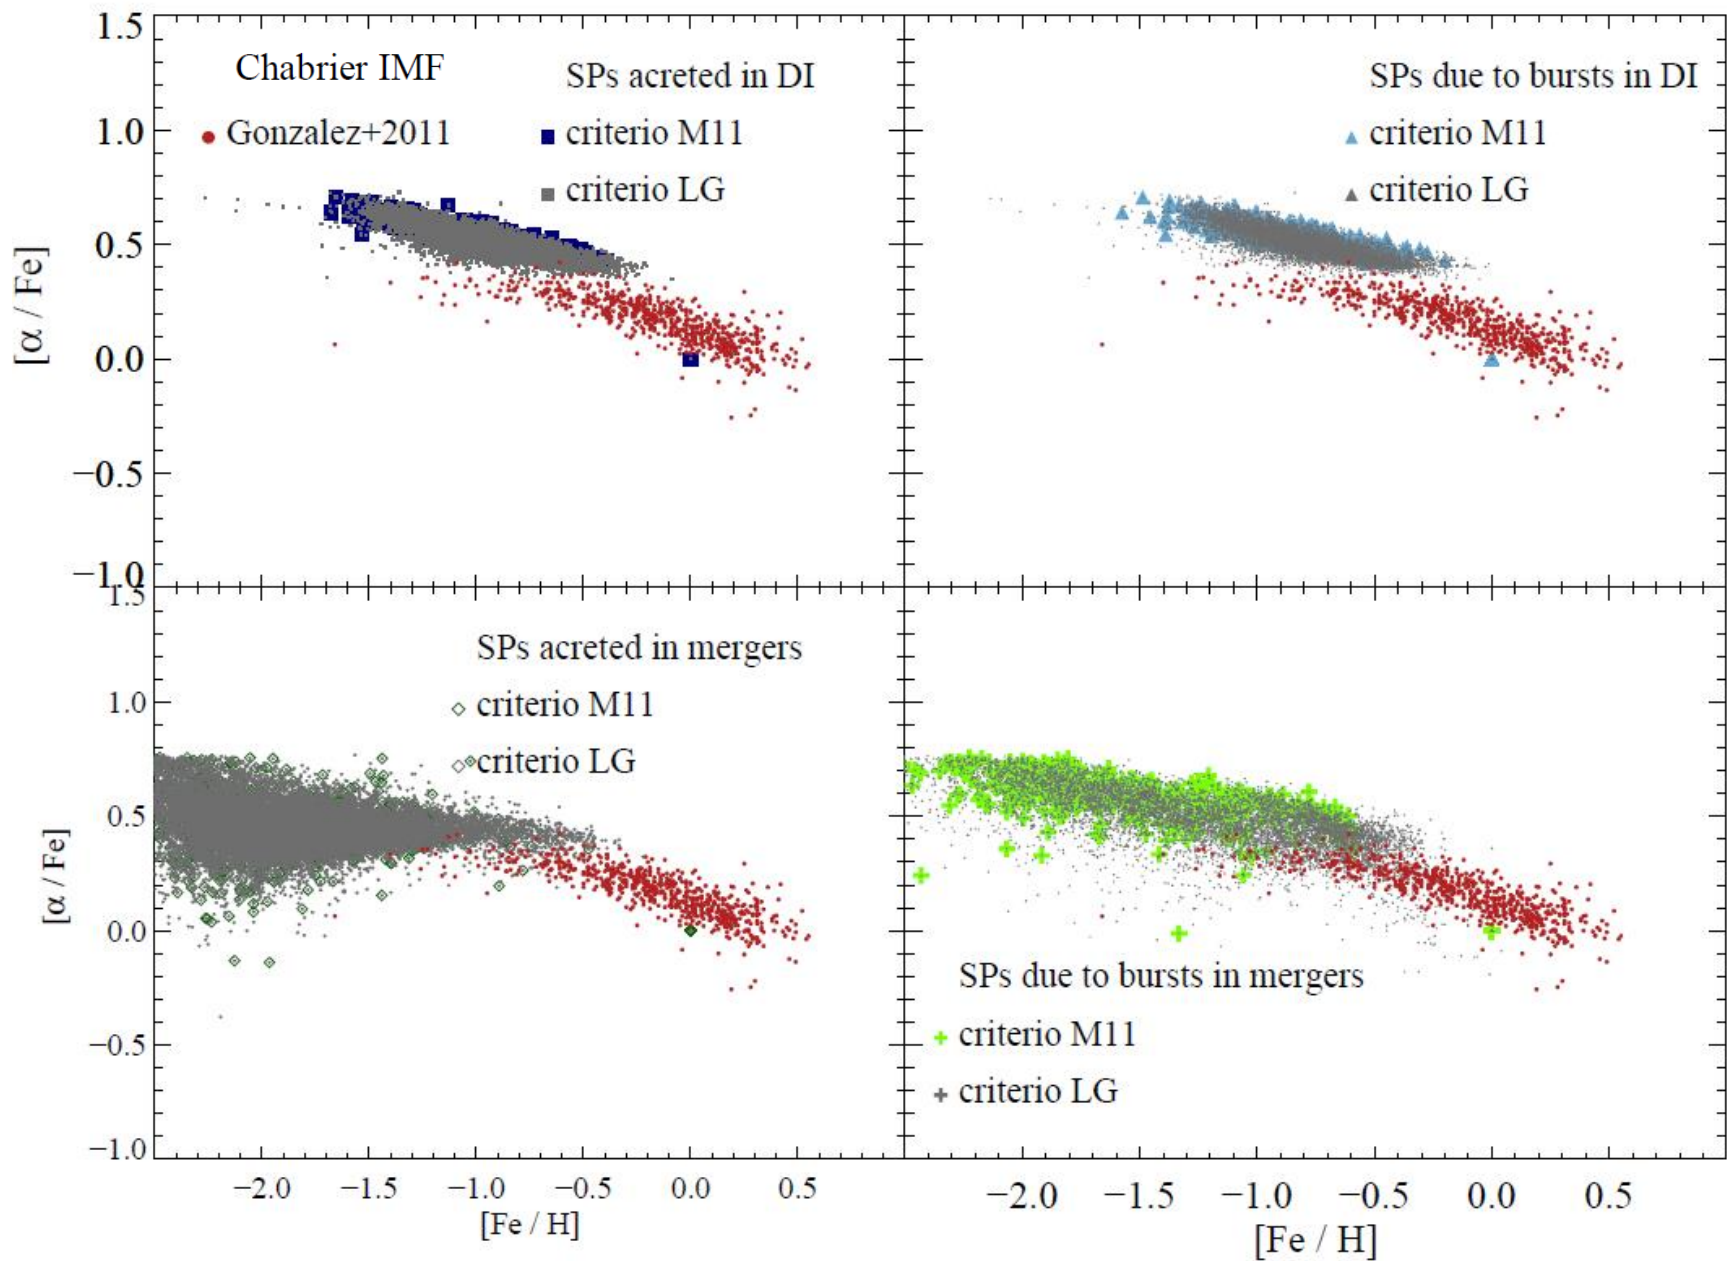 1.5
Chabrier IMF
SPs acreted in DI
SPs due to bursts in DI
1.0
Gonzalez+2011
criterio M11
criterio M11
criterio LG
criterio LG
0.5
[α / Fe]
0.0
−0.5
−1.0
1.5
SPs acreted in mergers
criterio M11
1.0
criterio LG
0.5
[α / Fe]
0.0
SPs due to bursts in mergers
criterio M11
−0.5
criterio LG
−1.0
−2.0 −1.5 −1.0 −0.5 0.0 0.5
−2.0 −1.5 −1.0 −0.5 0.0 0.5
[Fe / H]
[Fe / H]